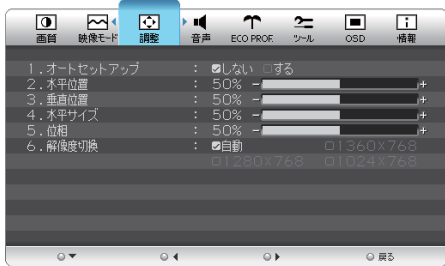 画質 映像モード 調整 音声 ECO PROF. ツール OSD 情報
1.オートセットアップ : しない する
2.水平位置 : 50% - +
3.垂直位置 : 50% - +
4.水平サイズ : 50% - +
5.位相 : 50% - +
6.解像度切換 : 自動 1360X768
1280X768 1024X768
戻る